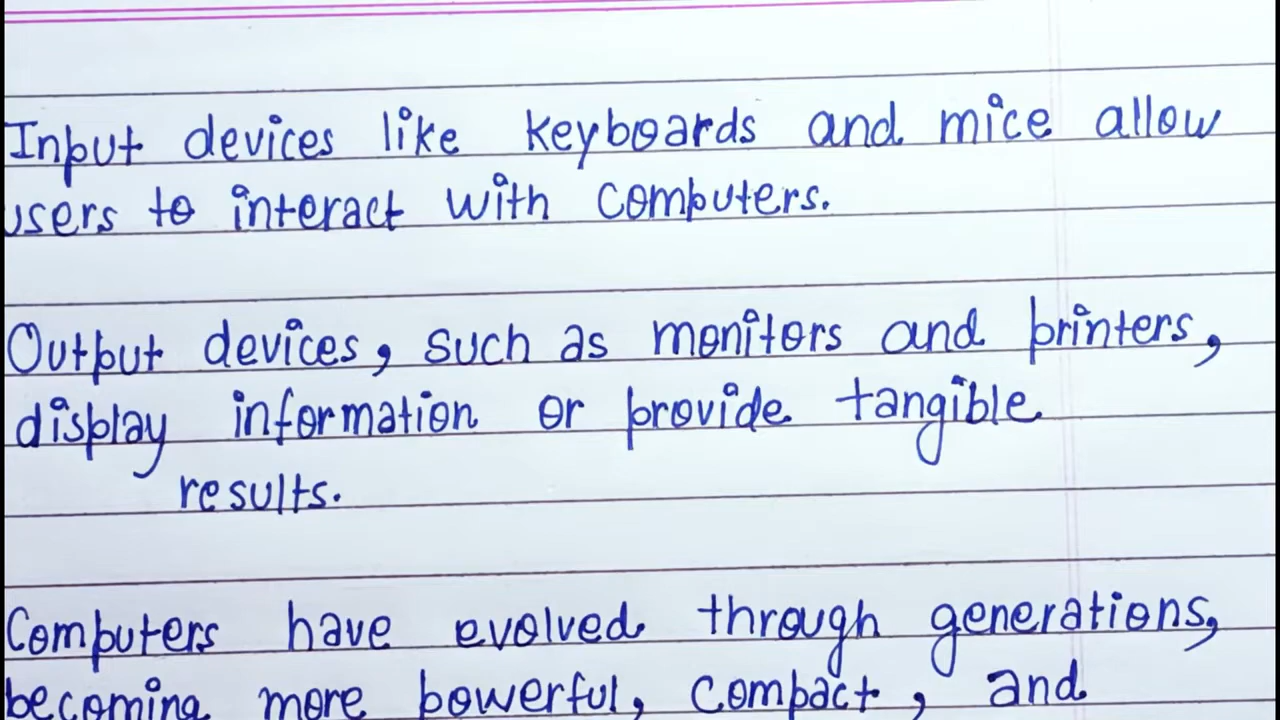 Input devices like keyboards and mice allow
users to interact with computers.
Output devices, such as monitors and printers,
display information or provide tangible
results.
Computers have evolved through generations,
becoming more powerful, compact, and